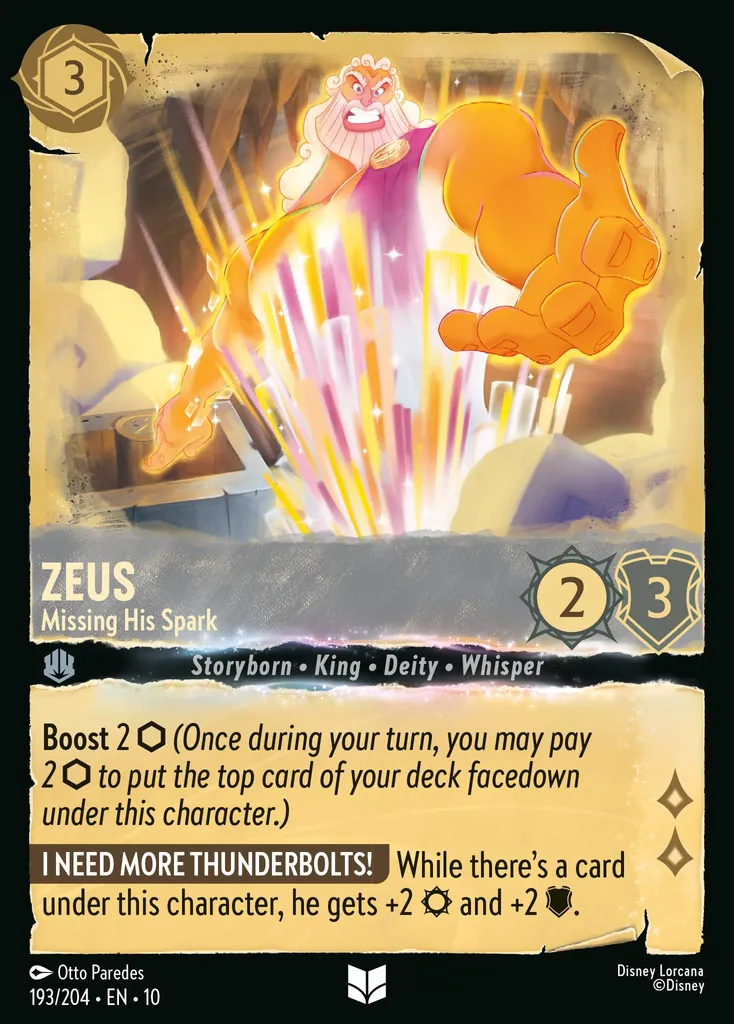 3
ZEUS
Missing His Spark
2
3
Storyborn • King • Deity • Whisper
Boost 2 ⬡ (Once during your turn, you may pay
2 ⬡ to put the top card of your deck facedown
under this character.)
I NEED MORE THUNDERBOLTS! While there's a card
under this character, he gets +2 and +2 .
Otto Paredes
193/204 • EN • 10
Disney Lorcana
©Disney